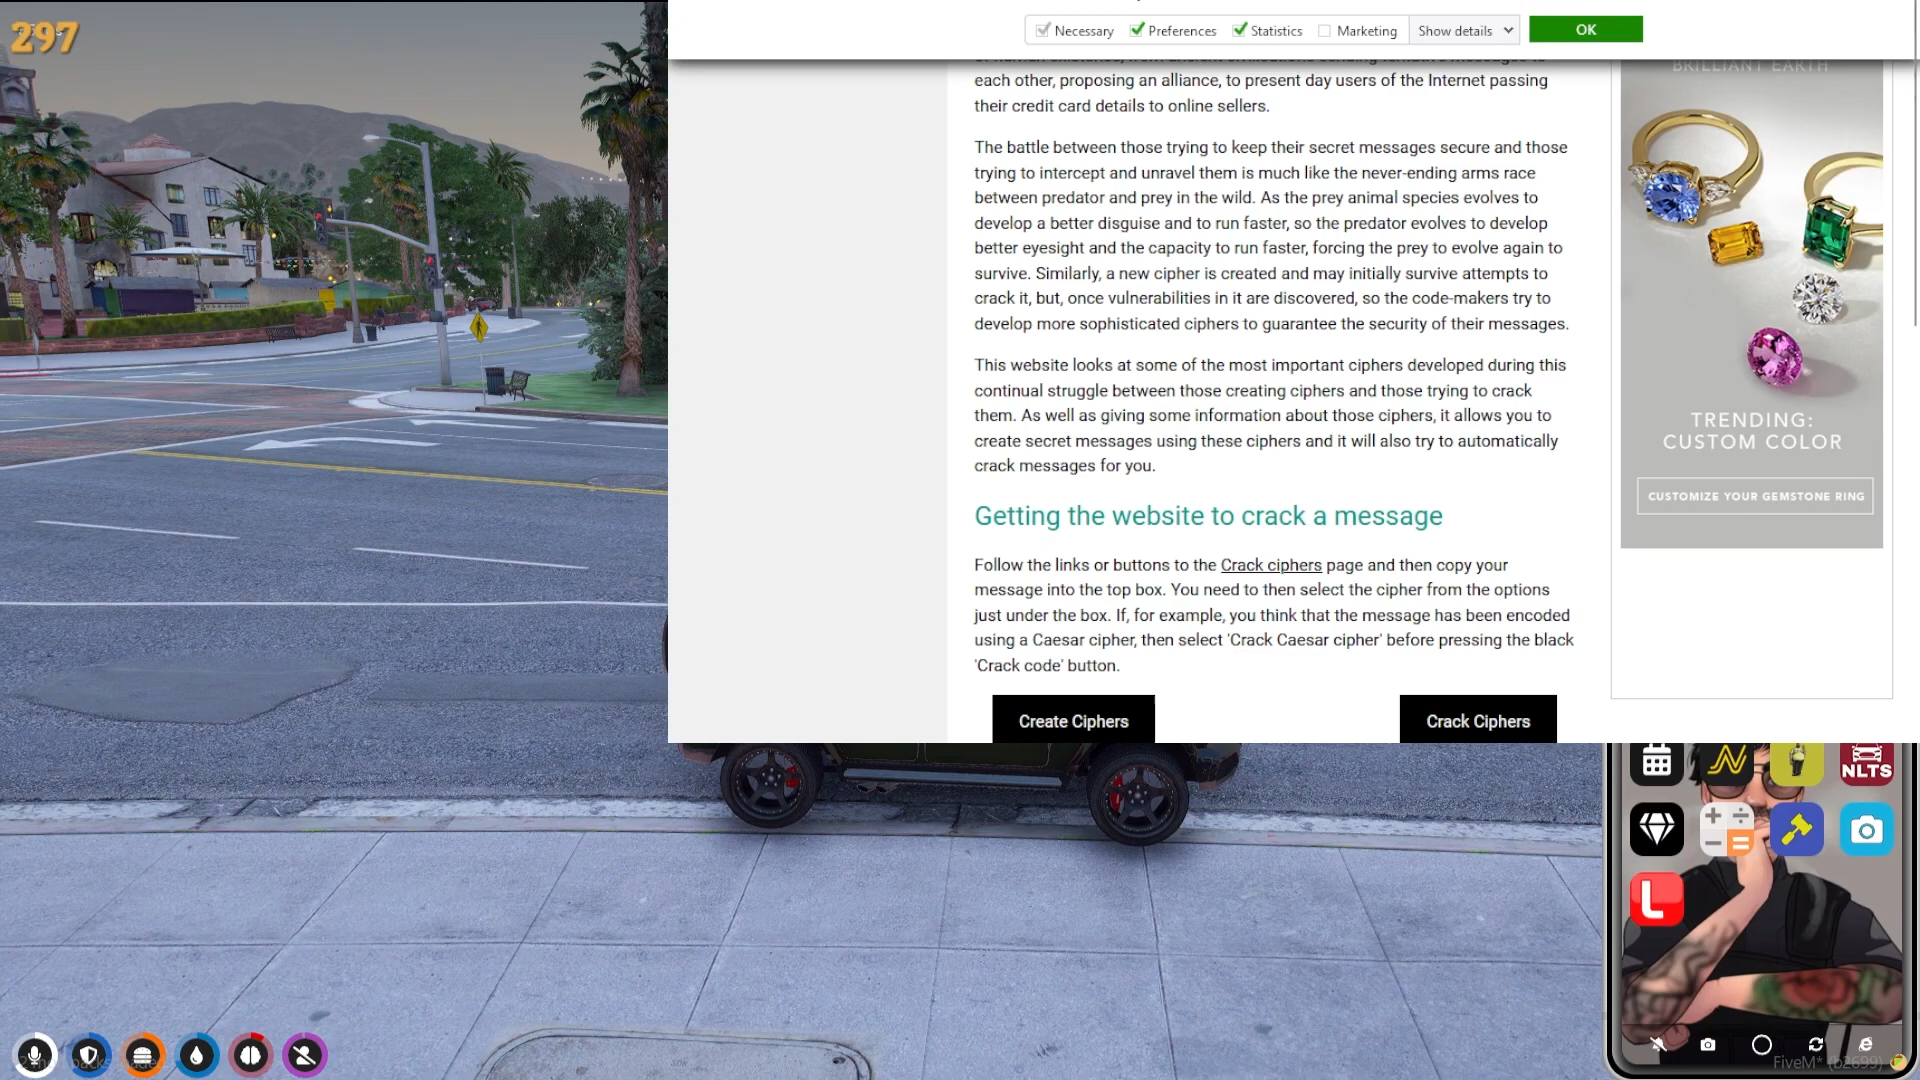 297
Necessary
Preferences
Statistics
Marketing
Show details
OK
each other, proposing an alliance, to present day users of the Internet passing
their credit card details to online sellers.
The battle between those trying to keep their secret messages secure and those
trying to intercept and unravel them is much like the never-ending arms race
between predator and prey in the wild. As the prey animal species evolves to
develop a better disguise and to run faster, so the predator evolves to develop
better eyesight and the capacity to run faster, forcing the prey to evolve again to
survive. Similarly, a new cipher is created and may initially survive attempts to
crack it, but, once vulnerabilities in it are discovered, so the code-makers try to
develop more sophisticated ciphers to guarantee the security of their messages.
This website looks at some of the most important ciphers developed during this
continual struggle between those creating ciphers and those trying to crack
them. As well as giving some information about those ciphers, it allows you to
create secret messages using these ciphers and it will also try to automatically
crack messages for you.
Getting the website to crack a message
Follow the links or buttons to the Crack ciphers page and then copy your
message into the top box. You need to then select the cipher from the options
just under the box. If, for example, you think that the message has been encoded
using a Caesar cipher, then select 'Crack Caesar cipher' before pressing the black
'Crack code' button.
Create Ciphers
Crack Ciphers
BRILLIANT EARTH
TRENDING:
CUSTOM COLOR
CUSTOMIZE YOUR GEMSTONE RING
NLTS
L
FiveM* (b2699)